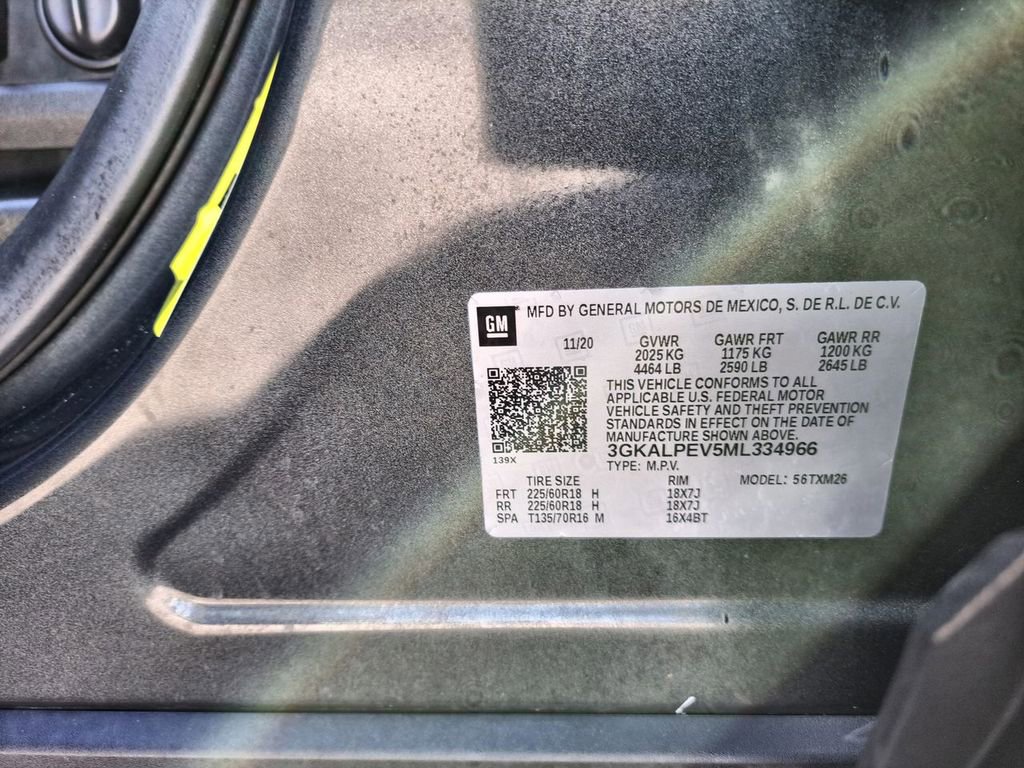 GM
MFD BY GENERAL MOTORS DE MEXICO, S. DE R.L. DE C.V.
11/20 GVWR GAWR FRT GAWR RR
2025 KG 1175 KG 1200 KG
4464 LB 2590 LB 2645 LB
THIS VEHICLE CONFORMS TO ALL
APPLICABLE U.S. FEDERAL MOTOR
VEHICLE SAFETY AND THEFT PREVENTION
STANDARDS IN EFFECT ON THE DATE OF
MANUFACTURE SHOWN ABOVE.
139X
3GKALPEV5ML334966
TYPE: M.P.V.
TIRE SIZE RIM MODEL: 56TXM26
FRT 225/60R18 H 18X7J
RR 225/60R18 H 18X7J
SPA T135/70R16 M 16X4BT